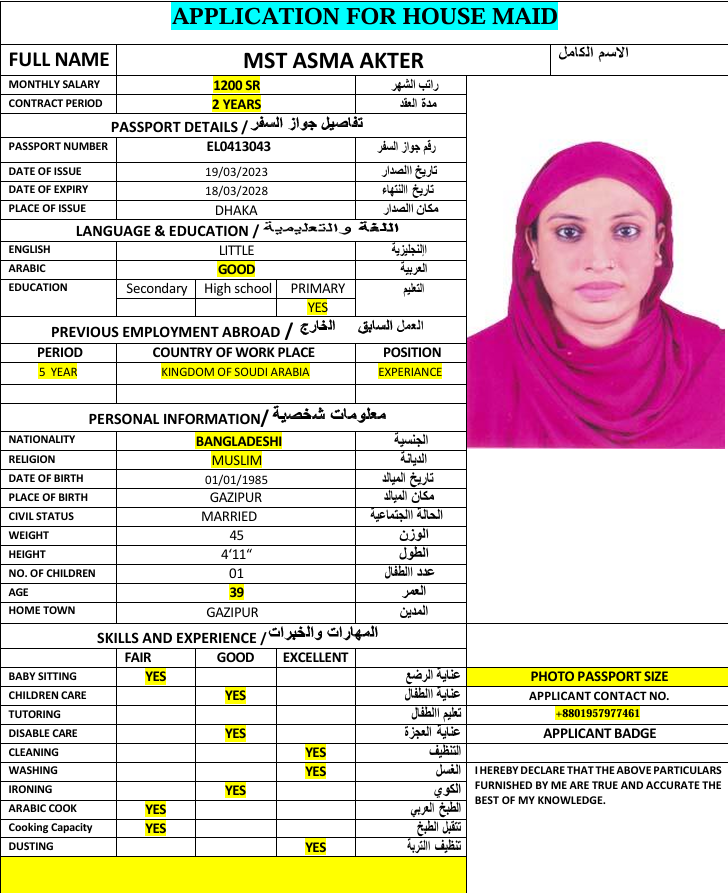 APPLICATION FOR HOUSE MAID
FULL NAME MST ASMA AKTER الاسم الكامل
MONTHLY SALARY 1200 SR راتب الشهر
CONTRACT PERIOD 2 YEARS مدة العقد
PASSPORT DETAILS / تفاصيل جواز السفر
PASSPORT NUMBER EL0413043 رقم جواز السفر
DATE OF ISSUE 19/03/2023 تاريخ االصدار
DATE OF EXPIRY 18/03/2028 تاريخ االنتهاء
PLACE OF ISSUE DHAKA مكان االصدار
LANGUAGE & EDUCATION / اللغة والتعليمية
ENGLISH LITTLE االنجليزية
ARABIC GOOD العربية
EDUCATION Secondary High school PRIMARY التعليم
YES
PREVIOUS EMPLOYMENT ABROAD / العمل السابق الخارج
PERIOD COUNTRY OF WORK PLACE POSITION
5 YEAR KINGDOM OF SOUDI ARABIA EXPERIANCE
PERSONAL INFORMATION/ معلومات شخصية
NATIONALITY BANGLADESHI الجنسية
RELIGION MUSLIM الديانة
DATE OF BIRTH 01/01/1985 تاريخ الميالد
PLACE OF BIRTH GAZIPUR مكان الميالد
CIVIL STATUS MARRIED الحالة االجتماعية
WEIGHT 45 الوزن
HEIGHT 4‘11“ الطول
NO. OF CHILDREN 01 عدد االطفال
AGE 39 العمر
HOME TOWN GAZIPUR المدين
SKILLS AND EXPERIENCE / المهارات والخبرات
FAIR GOOD EXCELLENT
BABY SITTING YES عناية الرضع
CHILDREN CARE YES عناية االطفال
TUTORING تعليم االطفال
DISABLE CARE YES عناية العجزة
CLEANING YES التنظيف
WASHING YES الغسل
IRONING YES الكوي
ARABIC COOK YES الطبخ العربي
Cooking Capacity YES تتقبل الطبخ
DUSTING YES تنظيف االتربة
PHOTO PASSPORT SIZE
APPLICANT CONTACT NO.
+8801957977461
APPLICANT BADGE
I HEREBY DECLARE THAT THE ABOVE PARTICULARS
FURNISHED BY ME ARE TRUE AND ACCURATE THE
BEST OF MY KNOWLEDGE.